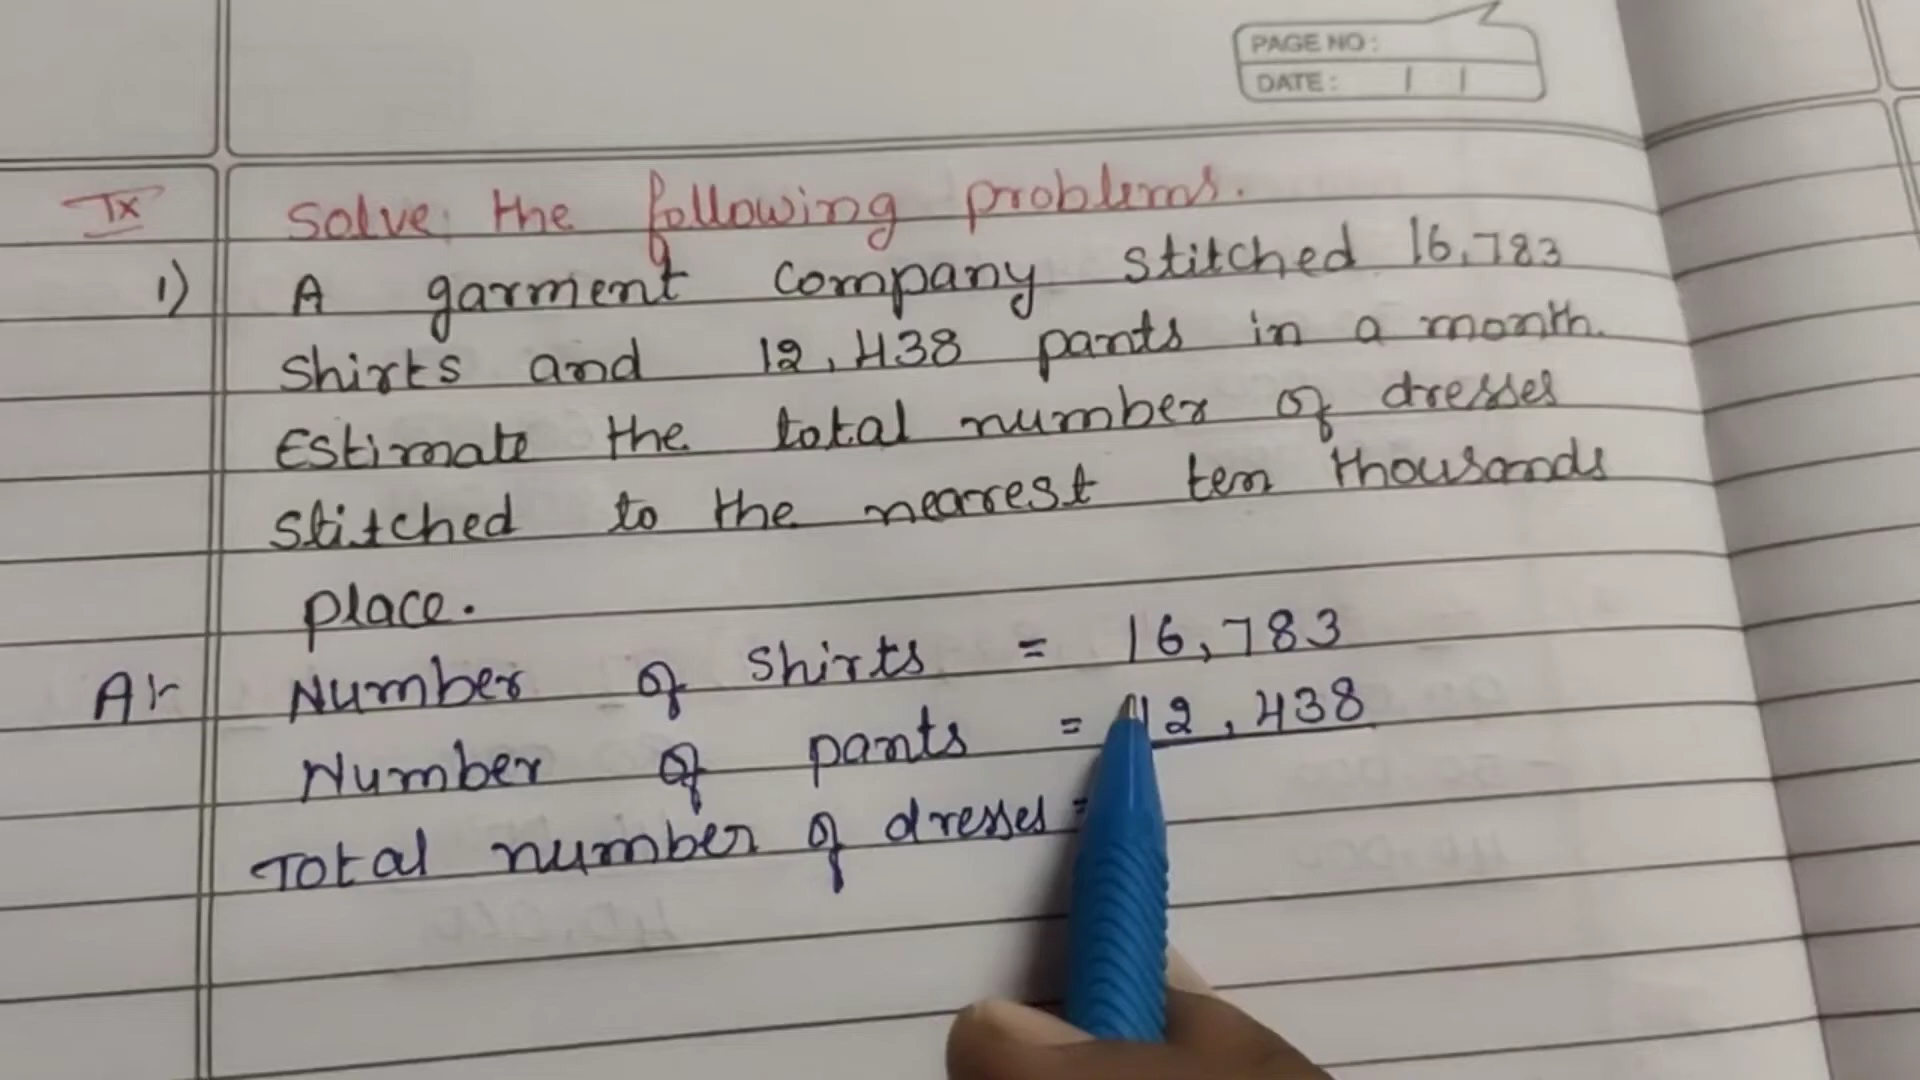 PAGE NO:
DATE:
IX Solve the following problems.
1) A garment company stitched 16,783
shirts and 12,438 pants in a month.
Estimate the total number of dresses
stitched to the nearest ten thousands
place.
A:- Number of shirts = 16,783
Number of pants = 12,438
Total number of dresses =